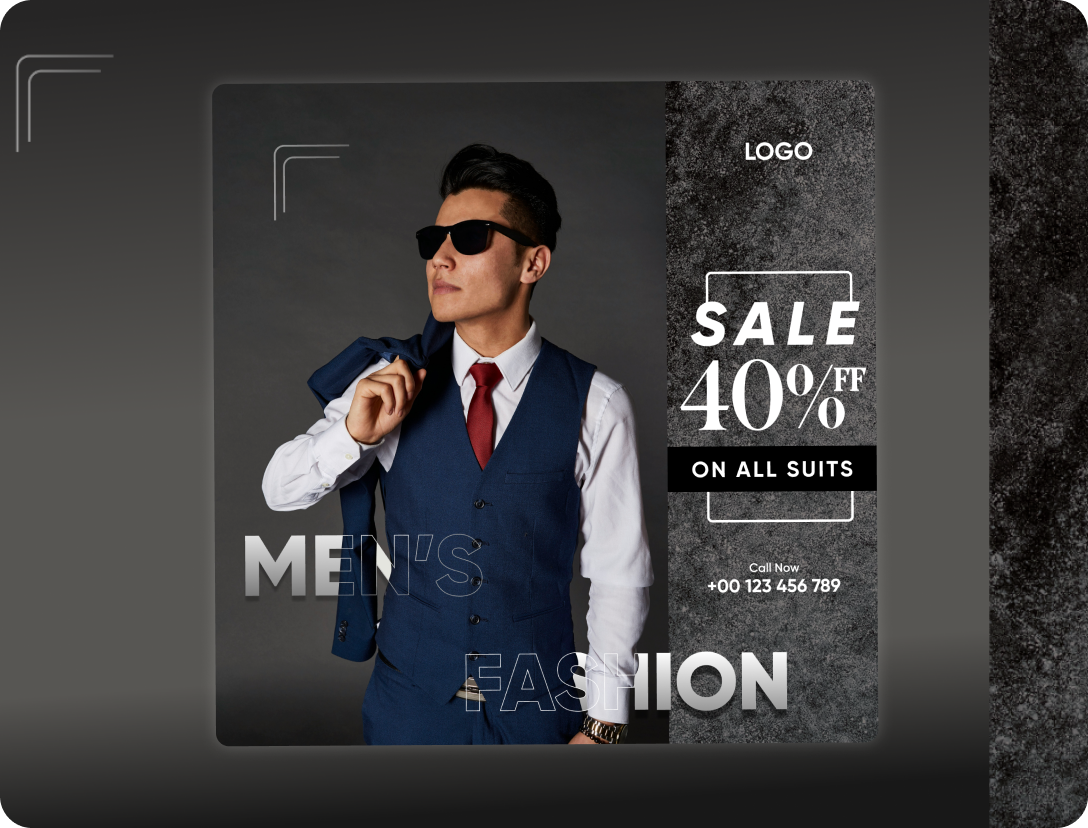 LOGO
SALE
40%FF
ON ALL SUITS
Call Now
+00 123 456 789
MEN'S
FASHION